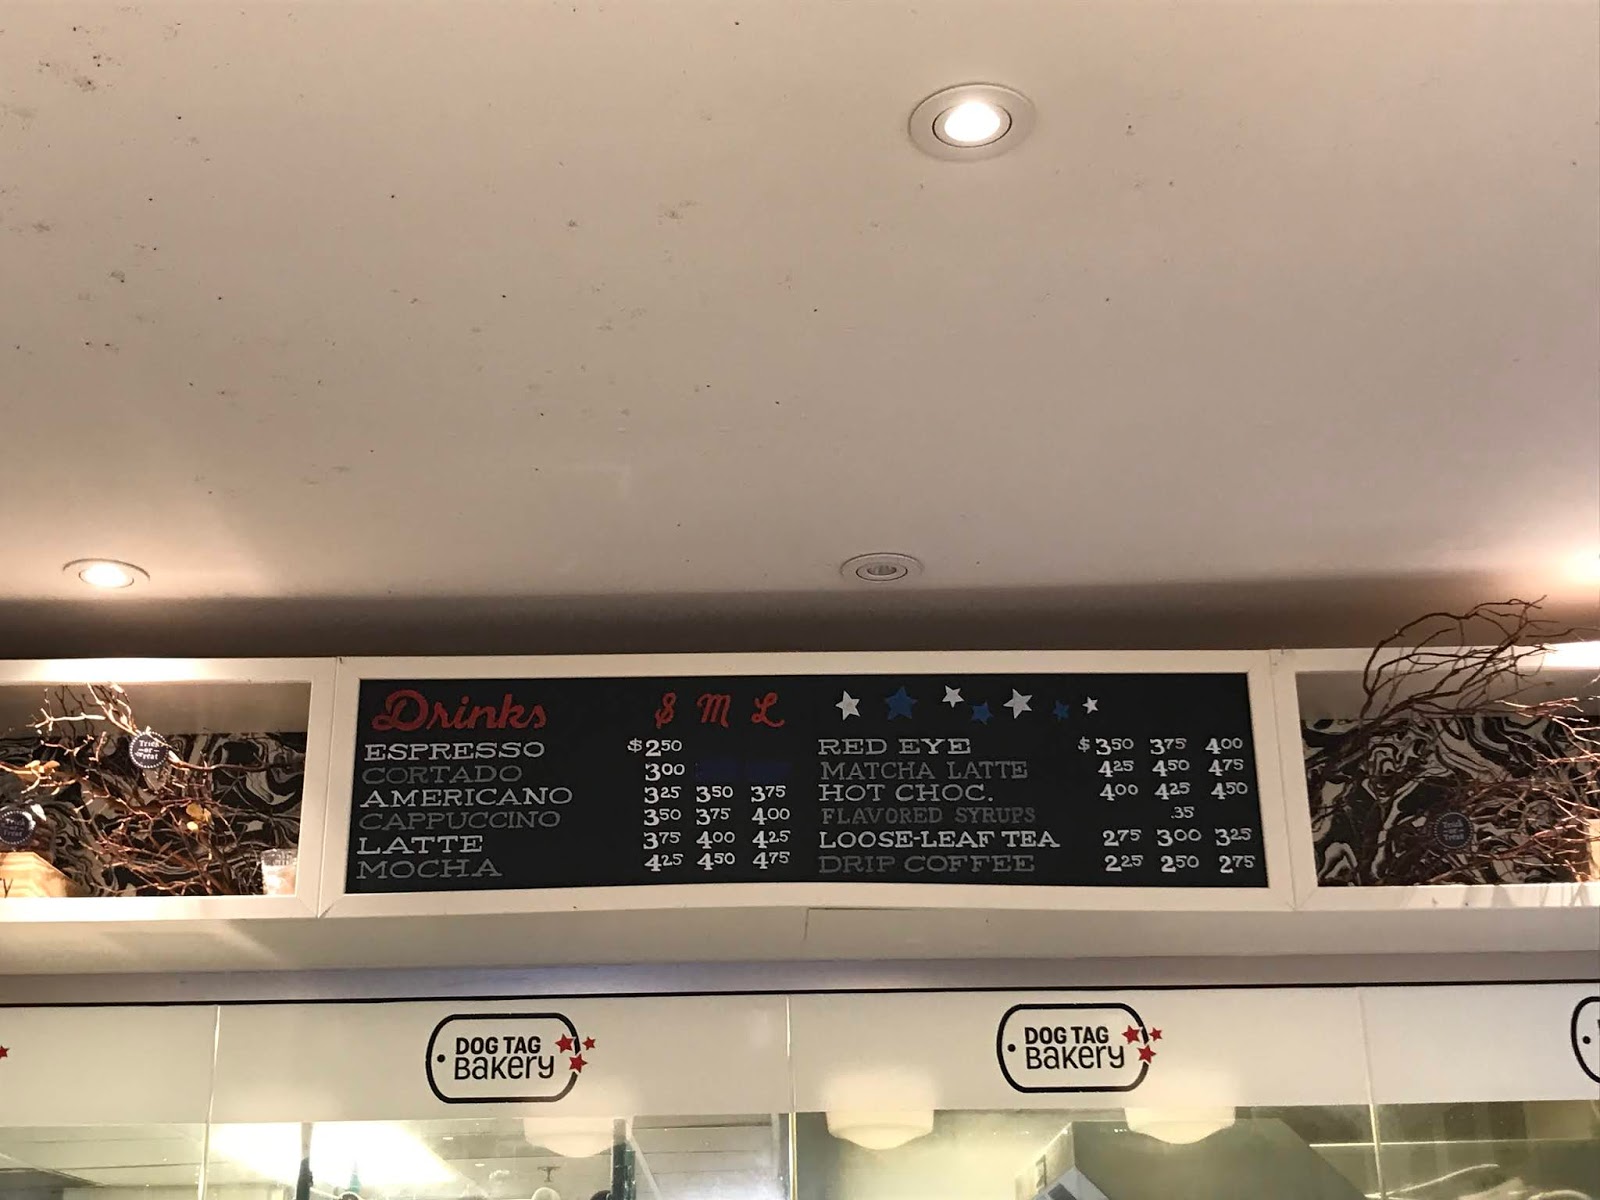 Drinks S M L
ESPRESSO $2.50
CORTADO 3.00
AMERICANO 3.25 3.50 3.75
CAPPUCCINO 3.50 3.75 4.00
LATTE 3.75 4.00 4.25
MOCHA 4.25 4.50 4.75
RED EYE $3.50 3.75 4.00
MATCHA LATTE 4.25 4.50 4.75
HOT CHOC. 4.00 4.25 4.50
FLAVORED SYRUPS .35
LOOSE-LEAF TEA 2.75 3.00 3.25
DRIP COFFEE 2.25 2.50 2.75
Trick
or
Treat
DOG TAG
BAKERY
DOG TAG
BAKERY